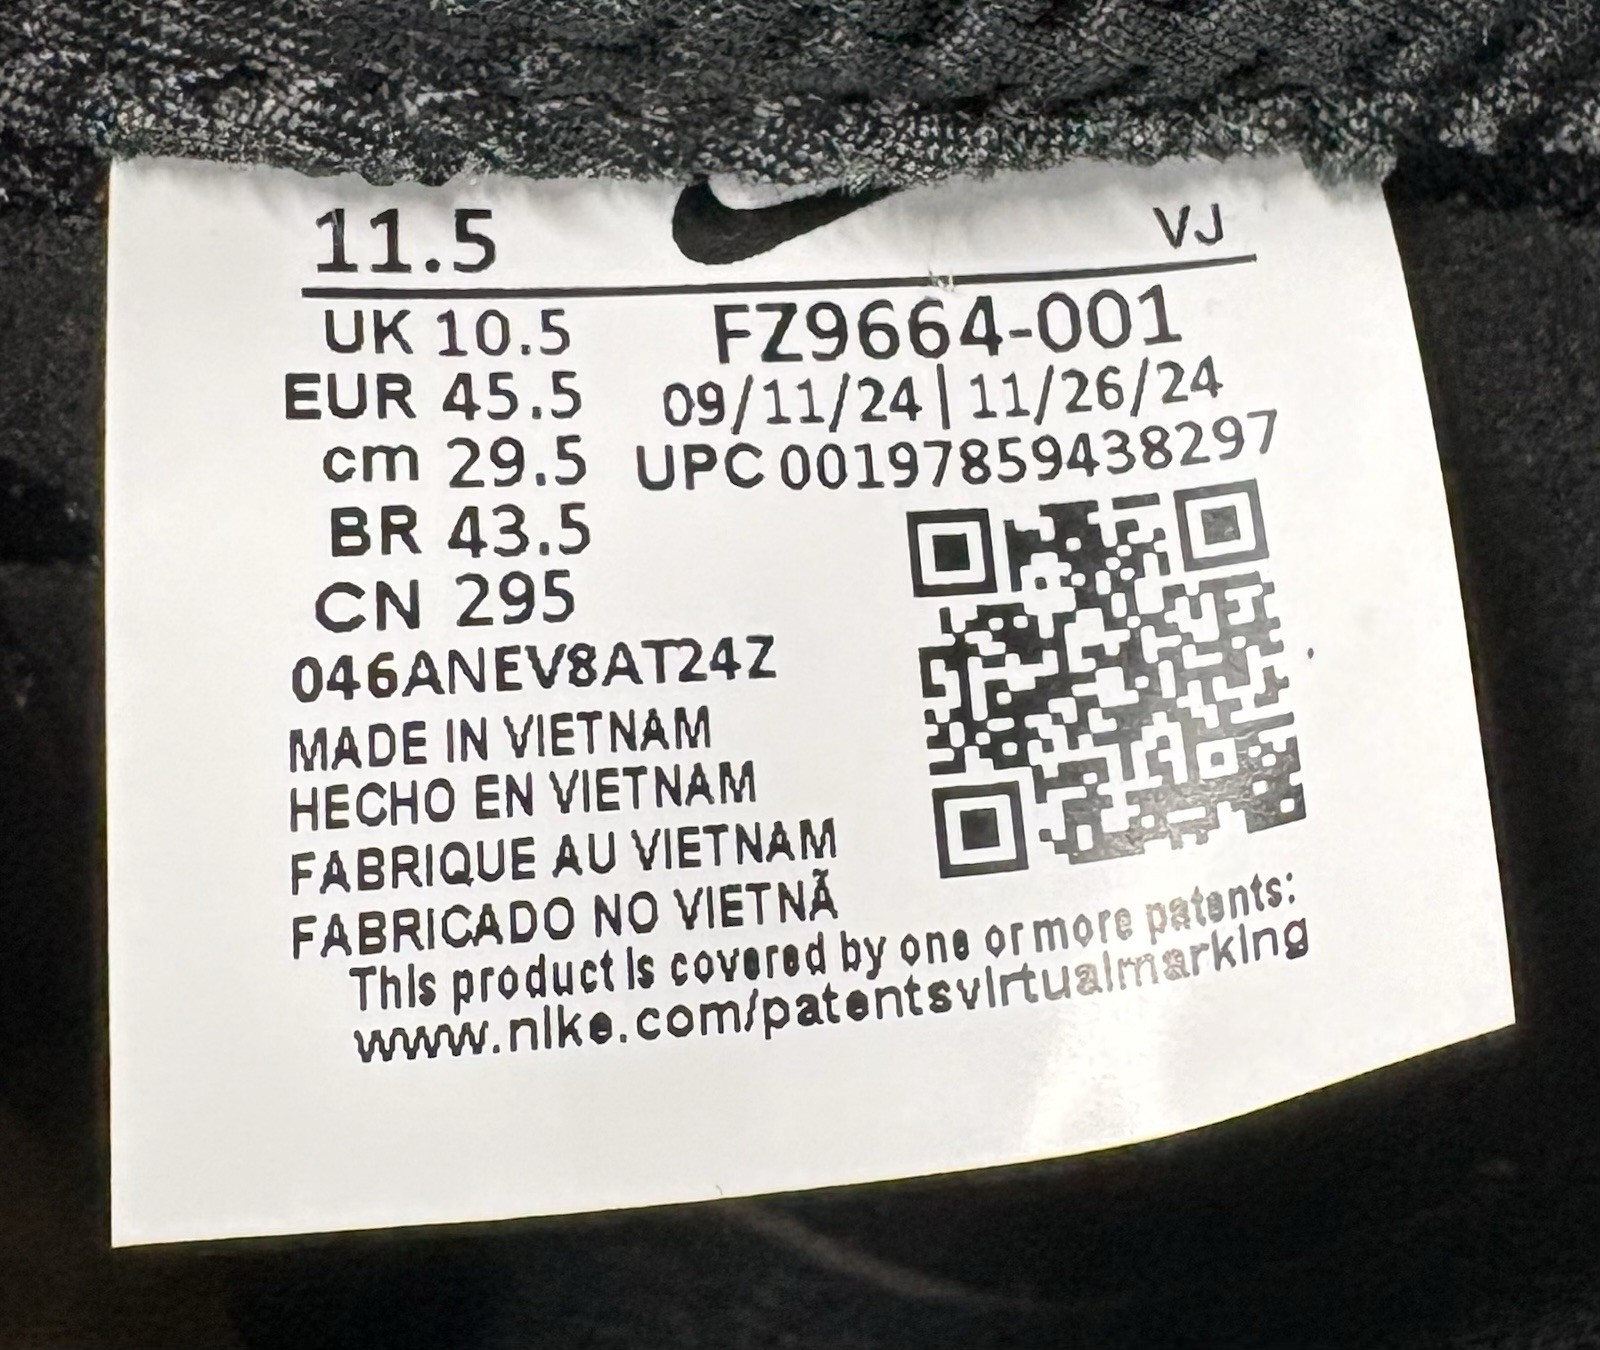 11.5 VJ
UK 10.5 FZ9664-001
EUR 45.5 09/11/24 | 11/26/24
cm 29.5 UPC 00197859438297
BR 43.5
CN 295
046ANEV8AT24Z
MADE IN VIETNAM
HECHO EN VIETNAM
FABRIQUE AU VIETNAM
FABRICADO NO VIETNÃ
This product is covered by one or more patents:
www.nike.com/patentsvirtualmarking